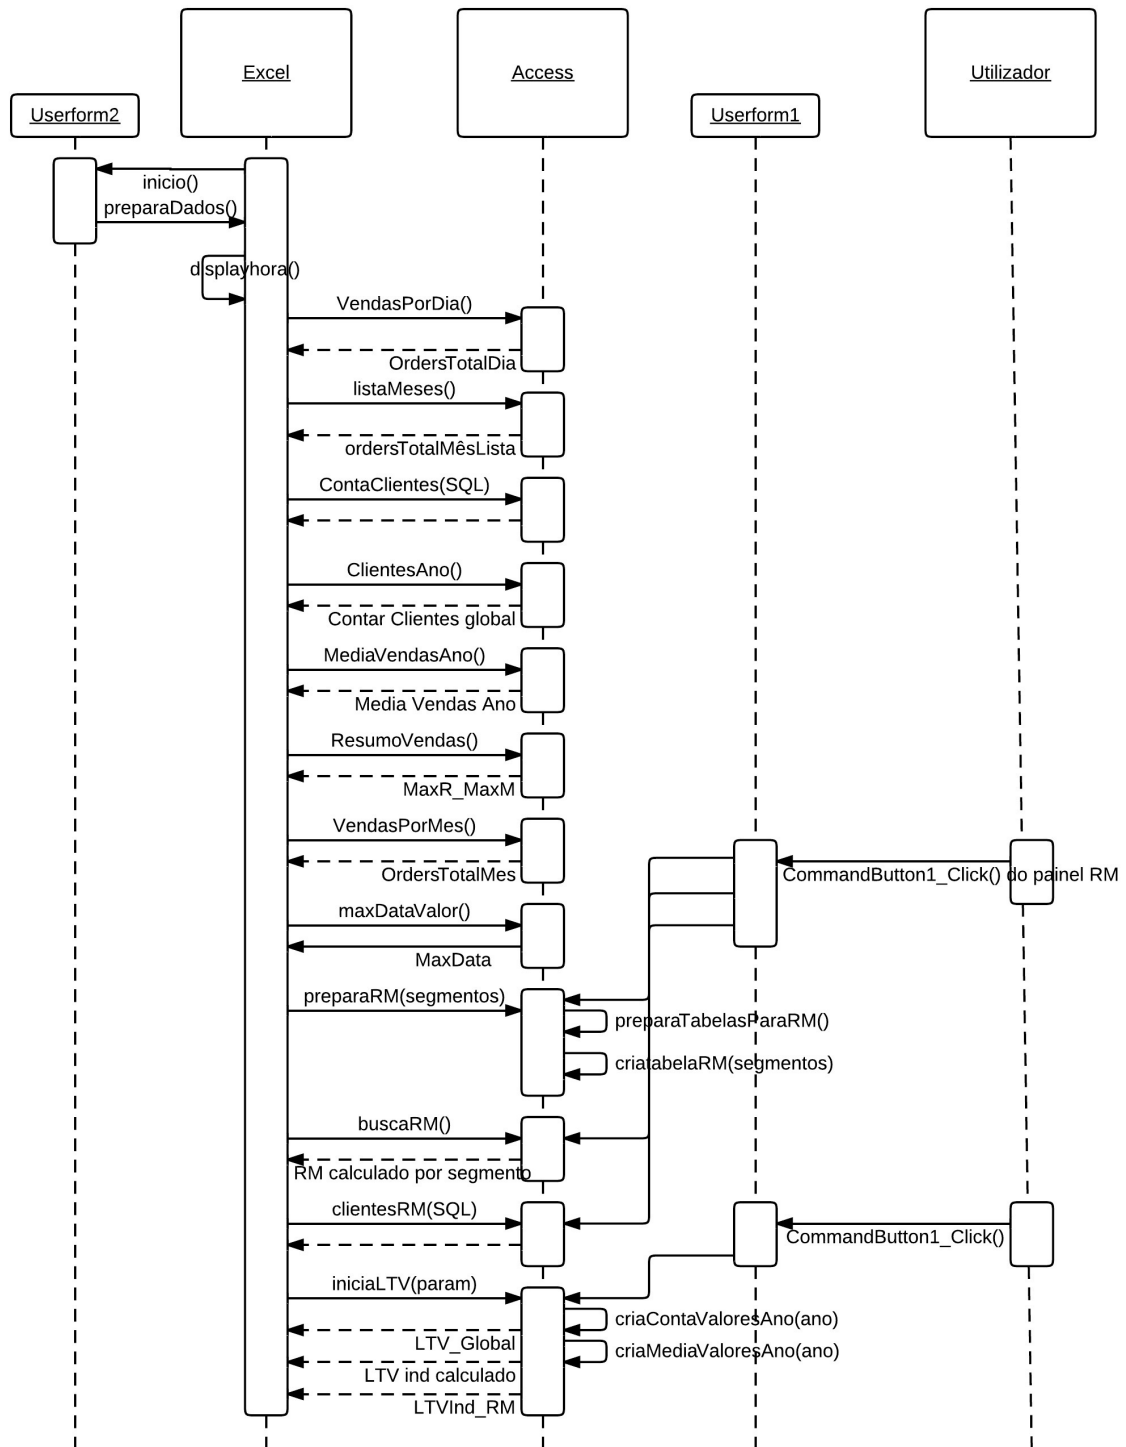 Excel
Access
Utilizador
Userform2
Userform1
inicio()
preparaDados()
displayhora()
VendasPorDia()
OrdersTotalDia
listaMeses()
ordersTotalMêsLista
ContaClientes(SQL)
ClientesAno()
Contar Clientes global
MediaVendasAno()
Media Vendas Ano
ResumoVendas()
MaxR_MaxM
VendasPorMes()
OrdersTotalMes
CommandButton1_Click() do painel RM
maxDataValor()
MaxData
preparaRM(segmentos)
preparaTabelasParaRM()
criatabelaRM(segmentos)
buscaRM()
RM calculado por segmento
clientesRM(SQL)
CommandButton1_Click()
iniciaLTV(param)
criaContaValoresAno(ano)
LTV_Global
criaMediaValoresAno(ano)
LTV ind calculado
LTVInd_RM